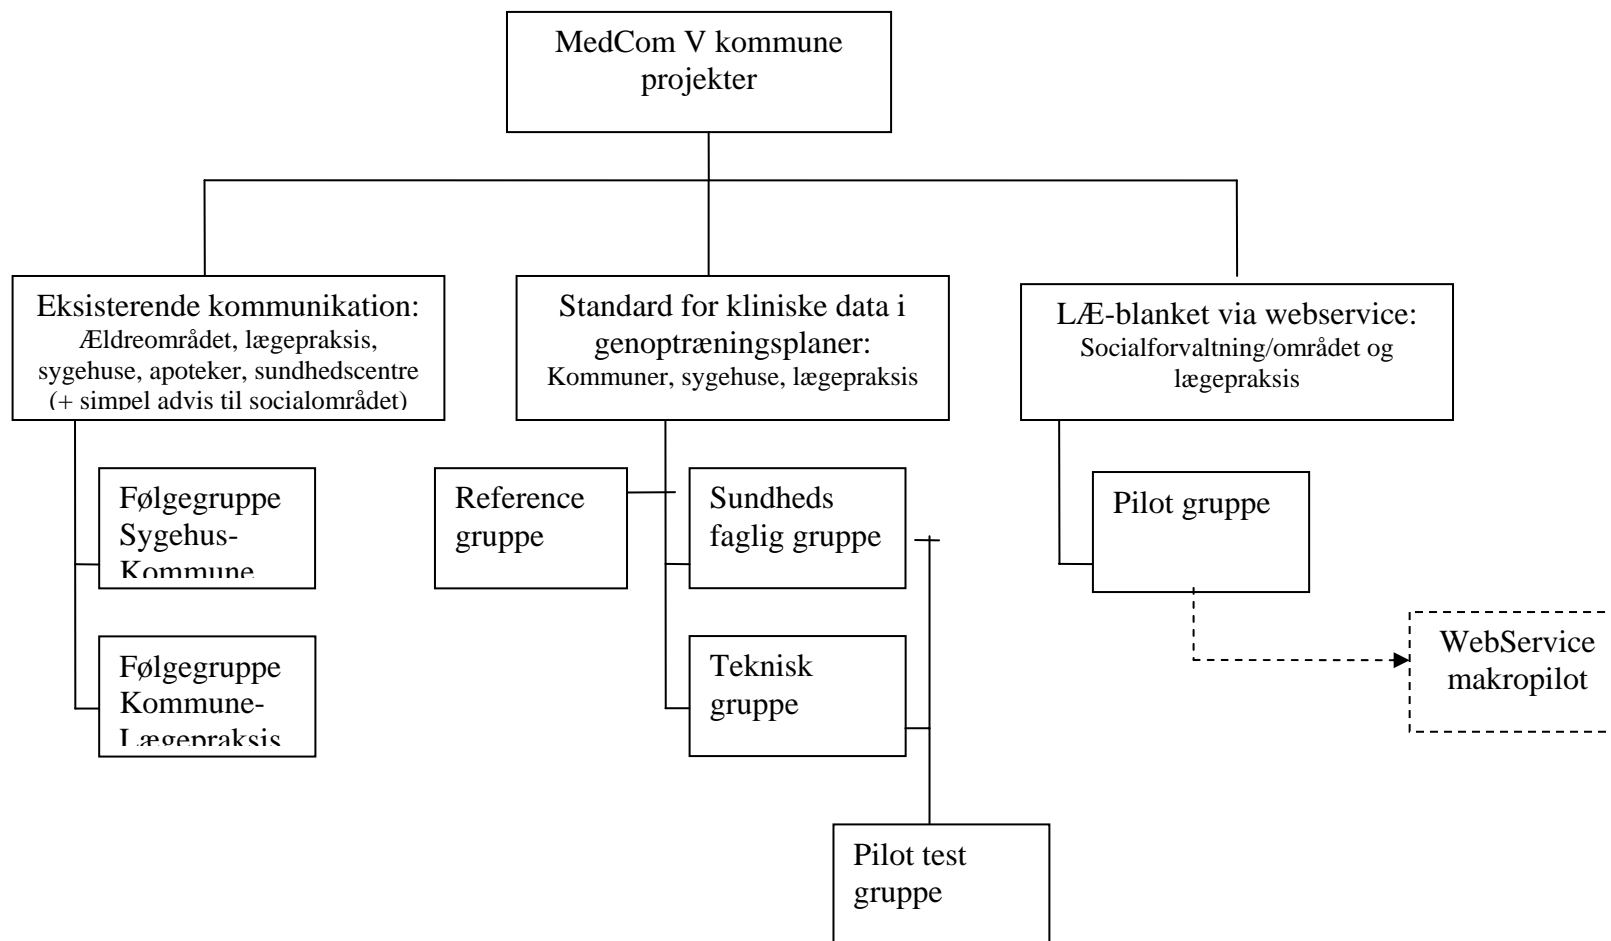 MedCom V kommune
projekter
Eksisterende kommunikation:
Ældreområdet, lægepraksis,
sygehuse, apoteker, sundhedscentre
(+ simpel advis til socialområdet)
Standard for kliniske data i
genoptræningsplaner:
Kommuner, sygehuse, lægepraksis
LÆ-blanket via webservice:
Socialforvaltning/området og
lægepraksis
Følgegruppe
Sygehus-
Kommune
Reference
gruppe
Sundheds
faglig gruppe
Pilot gruppe
Følgegruppe
Kommune-
Lægepraksis
Teknisk
gruppe
WebService
makropilot
Pilot test
gruppe